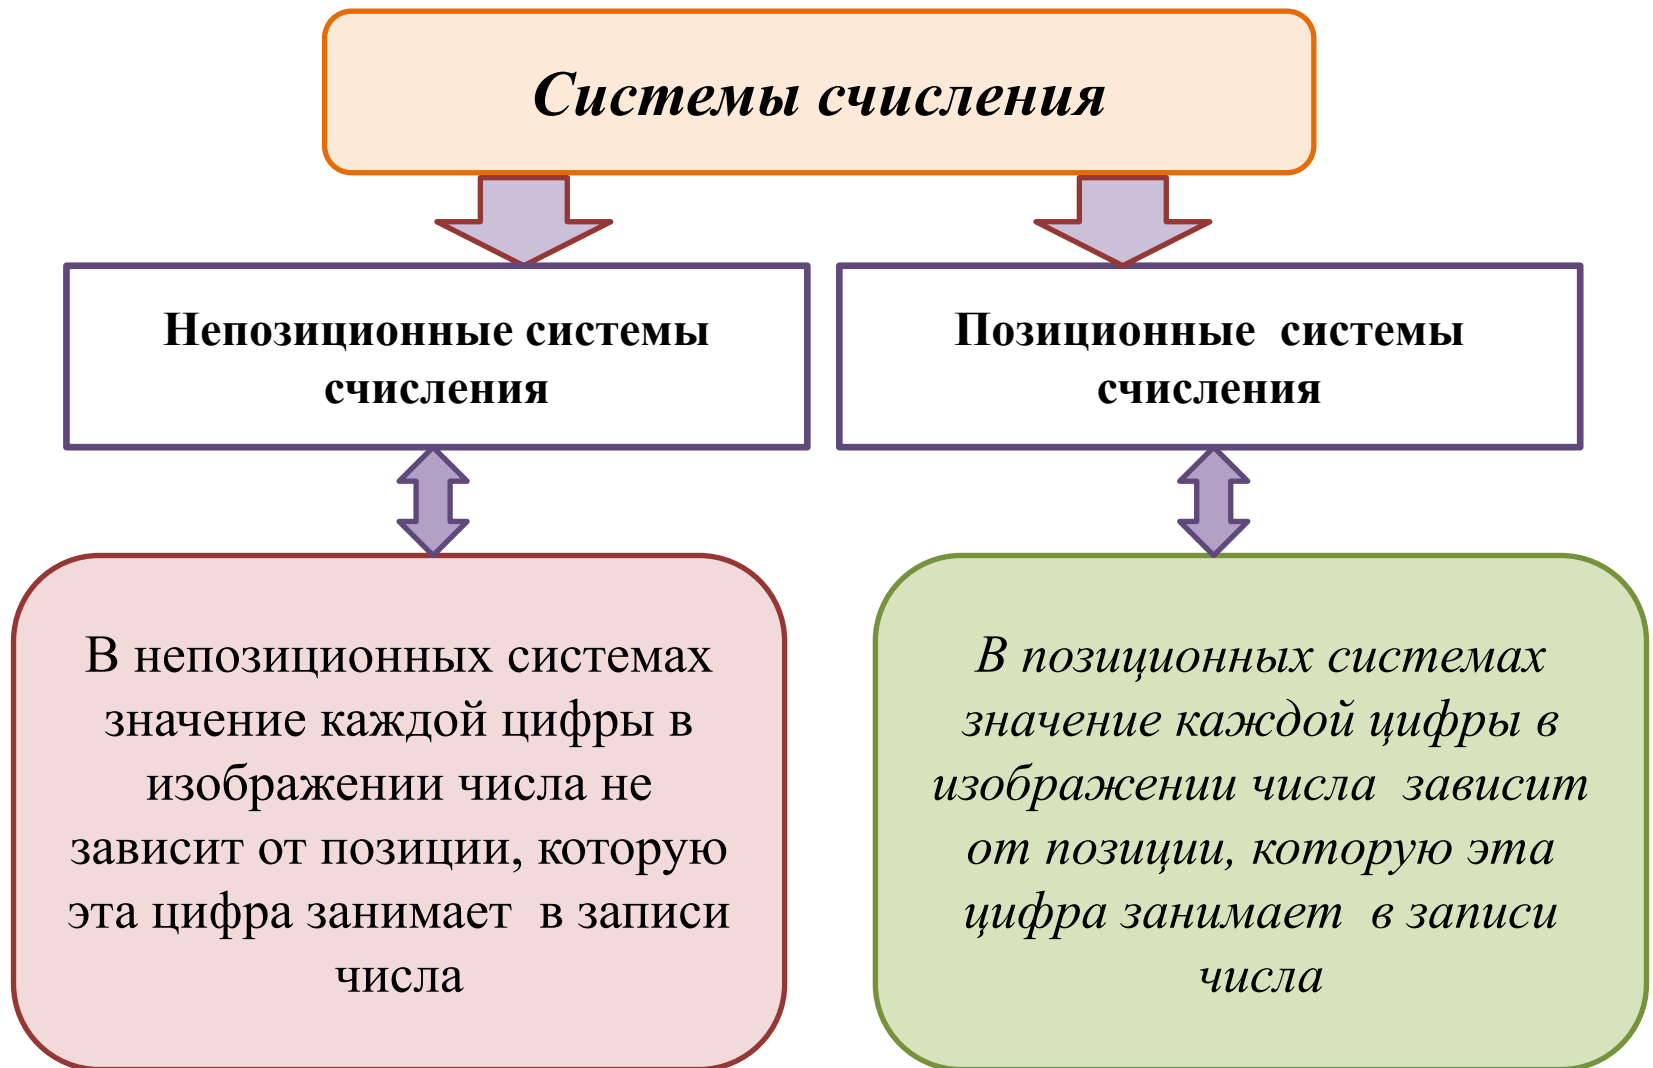 Системы счисления
Непозиционные системы
счисления
Позиционные системы
счисления
В непозиционных системах
значение каждой цифры в
изображении числа не
зависит от позиции, которую
эта цифра занимает в записи
числа
В позиционных системах
значение каждой цифры в
изображении числа зависит
от позиции, которую эта
цифра занимает в записи
числа